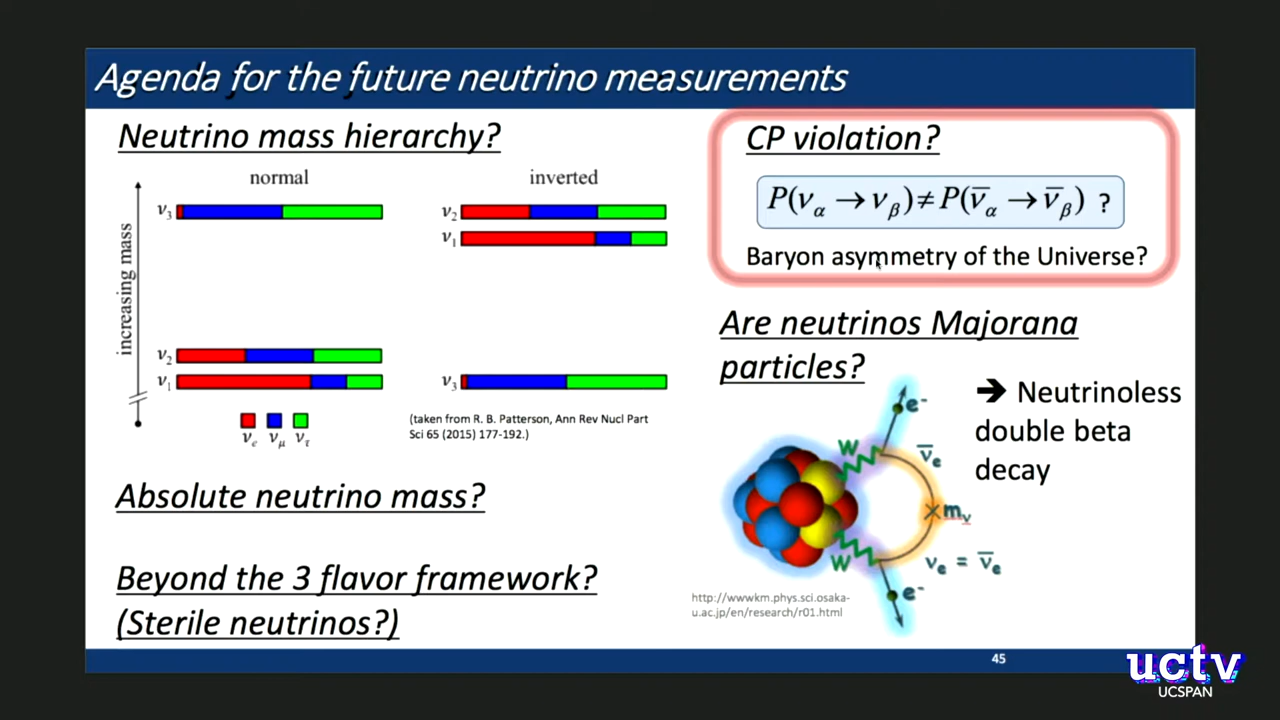 Agenda for the future neutrino measurements
Neutrino mass hierarchy?
normal
inverted
increasing mass
ν3
ν2
ν1
ν2
ν1
ν3
νe νμ ντ
(taken from R. B. Patterson, Ann Rev Nucl Part
Sci 65 (2015) 177-192.)
Absolute neutrino mass?
Beyond the 3 flavor framework?
(Sterile neutrinos?)
CP violation?
P(να → νβ) ≠ P(ν̅α → ν̅β) ?
Baryon asymmetry of the Universe?
Are neutrinos Majorana
particles?
➔ Neutrinoless
double beta
decay
e-
W
ν̅e
mν
W
νe = ν̅e
e-
http://wwwkm.phys.sci.osaka-
u.ac.jp/en/research/r01.html
45
uctv
UCSPAN